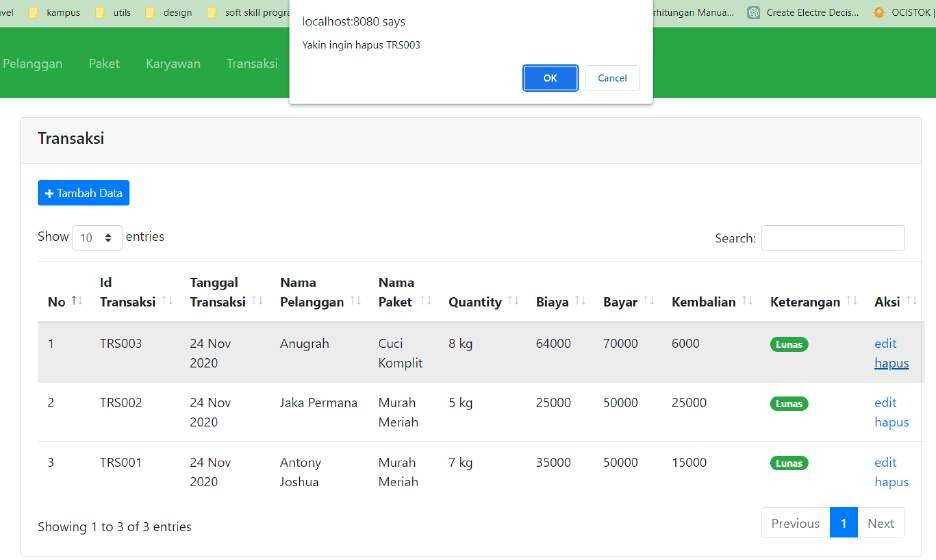 vel kampus utils design soft skill progra
rhitungan Manua... Create Electre Decis... OCISTOK |
localhost:8080 says
Yakin ingin hapus TRS003
OK Cancel
Pelanggan Paket Karyawan Transaksi
Transaksi
+ Tambah Data
Show 10 entries Search:
No Id Transaksi Tanggal Transaksi Nama Pelanggan Nama Paket Quantity Biaya Bayar Kembalian Keterangan Aksi
1 TRS003 24 Nov 2020 Anugrah Cuci Komplit 8 kg 64000 70000 6000 Lunas edit hapus
2 TRS002 24 Nov 2020 Jaka Permana Murah Meriah 5 kg 25000 50000 25000 Lunas edit hapus
3 TRS001 24 Nov 2020 Antony Joshua Murah Meriah 7 kg 35000 50000 15000 Lunas edit hapus
Showing 1 to 3 of 3 entries Previous 1 Next